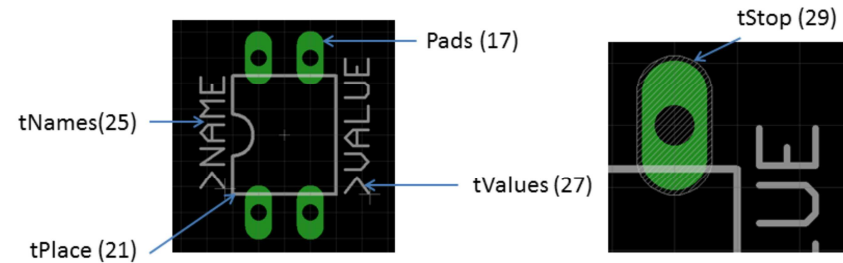 tStop (29)
Pads (17)
tNames(25)
>NAME
>VALUE
tValues (27)
tPlace (21)
UE